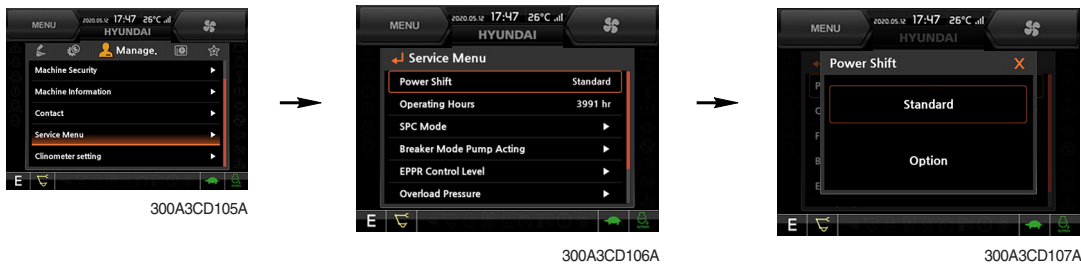 MENU
2020.05.12 17:47 26°C
HYUNDAI
Manage.
Machine Security
Machine Information
Contact
Service Menu
Clinometer setting
E
300A3CD105A
MENU
2020.05.12 17:47 26°C
HYUNDAI
Service Menu
Power Shift Standard
Operating Hours 3991 hr
SPC Mode
Breaker Mode Pump Acting
EPPR Control Level
Overload Pressure
E
300A3CD106A
MENU
2020.05.12 17:47 26°C
HYUNDAI
Power Shift X
Standard
Option
E
300A3CD107A